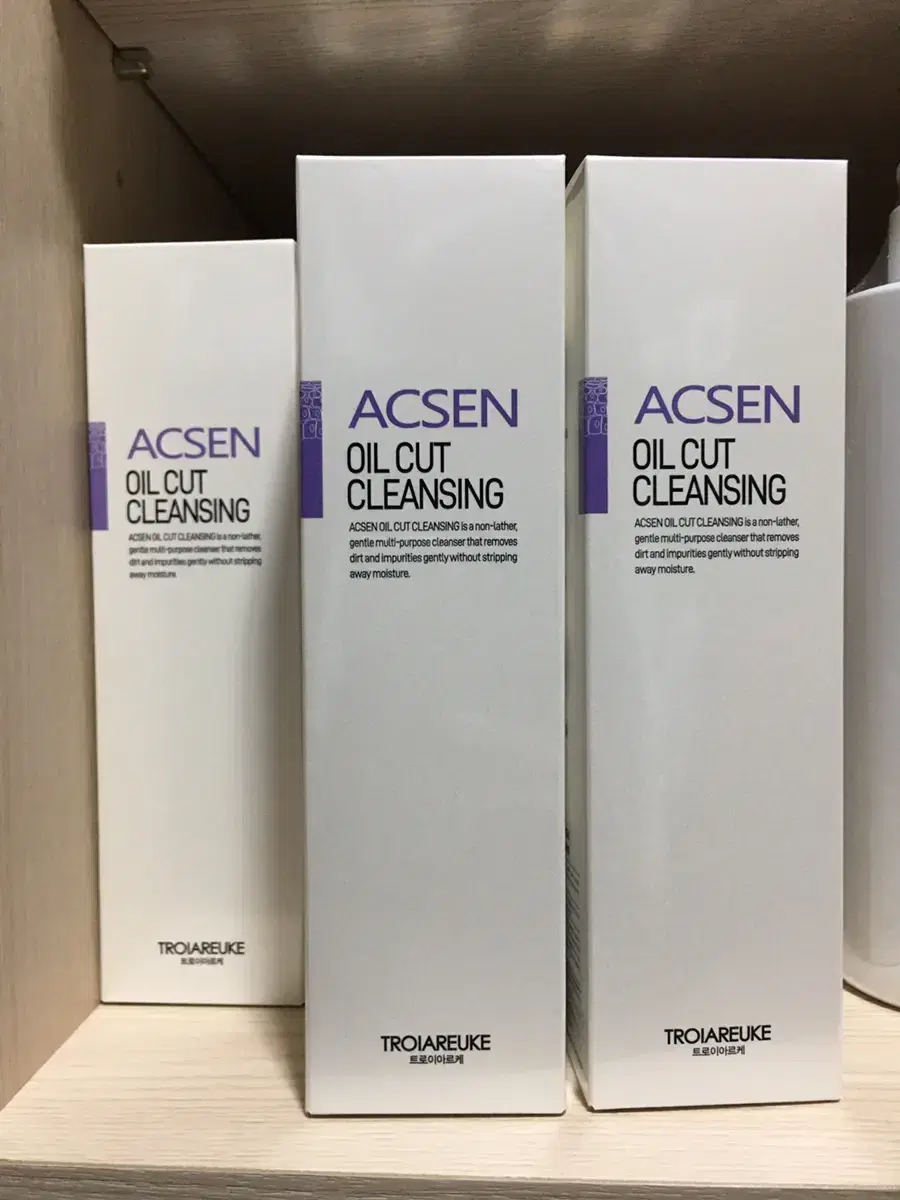 ACSEN
OIL CUT
CLEANSING
ACSEN OIL CUT CLEANSING is a non-lather,
gentle multi-purpose cleanser that removes
dirt and impurities gently without stripping
away moisture.
TROIAREUKE
트로이아르케
ACSEN
OIL CUT
CLEANSING
ACSEN OIL CUT CLEANSING is a non-lather,
gentle multi-purpose cleanser that removes
dirt and impurities gently without stripping
away moisture.
TROIAREUKE
트로이아르케
ACSEN
OIL CUT
CLEANSING
ACSEN OIL CUT CLEANSING is a non-lather,
gentle multi-purpose cleanser that removes
dirt and impurities gently without stripping
away moisture.
TROIAREUKE
트로이아르케